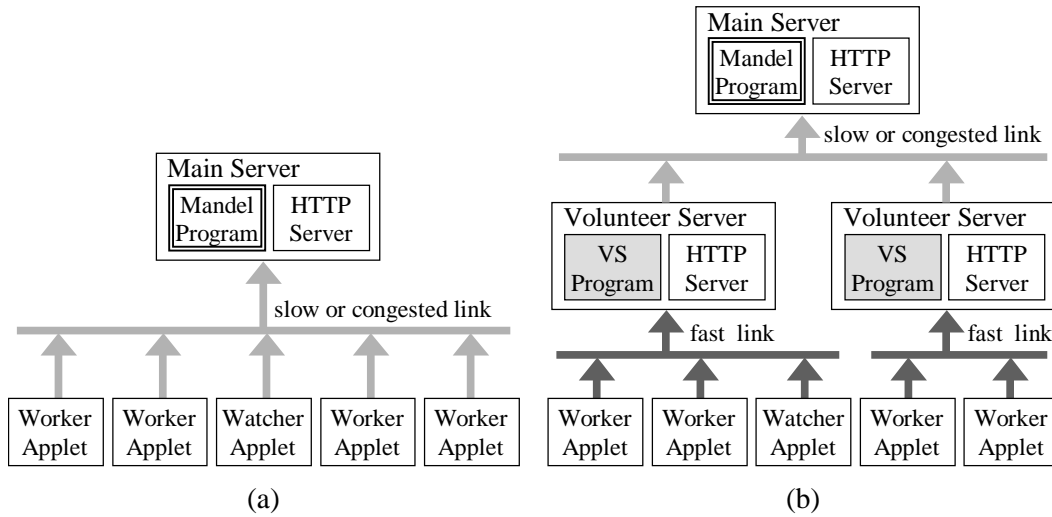 Main Server
Mandel
Program
HTTP
Server
slow or congested link
Worker
Applet
Worker
Applet
Watcher
Applet
Worker
Applet
Worker
Applet
(a)
Main Server
Mandel
Program
HTTP
Server
slow or congested link
Volunteer Server
VS
Program
HTTP
Server
fast link
Volunteer Server
VS
Program
HTTP
Server
fast link
Worker
Applet
Worker
Applet
Watcher
Applet
Worker
Applet
Worker
Applet
(b)